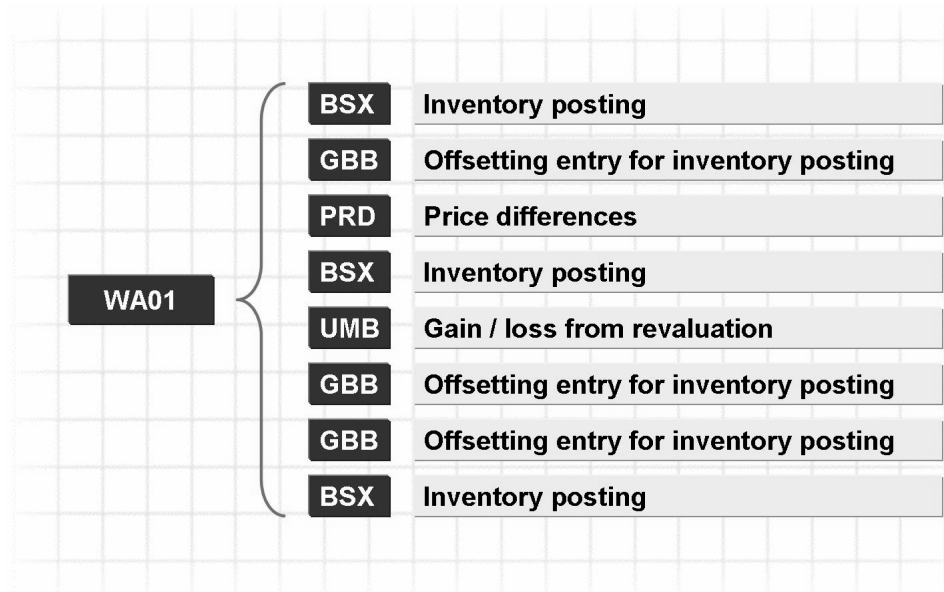 BSX Inventory posting
GBB Offsetting entry for inventory posting
PRD Price differences
BSX Inventory posting
WA01
UMB Gain / loss from revaluation
GBB Offsetting entry for inventory posting
GBB Offsetting entry for inventory posting
BSX Inventory posting